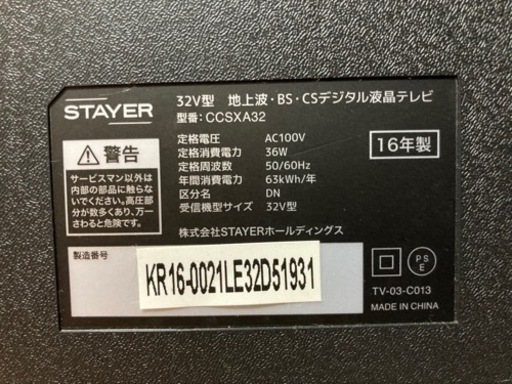 STAYER
32V型 地上波・BS・CSデジタル液晶テレビ
型番: CCSXA32
警告
サービスマン以外は
内部の部品に触らな
いでください。高圧部
分が多くあり、万一
さわると危険です。
定格電圧 AC100V
定格消費電力 36W
定格周波数 50/60Hz
年間消費電力 63kWh/年
区分名 DN
受信機型サイズ 32V型
16年製
株式会社STAYERホールディングス
製造番号
KR16-0021LE32D51931
PSE
TV-03-C013
MADE IN CHINA